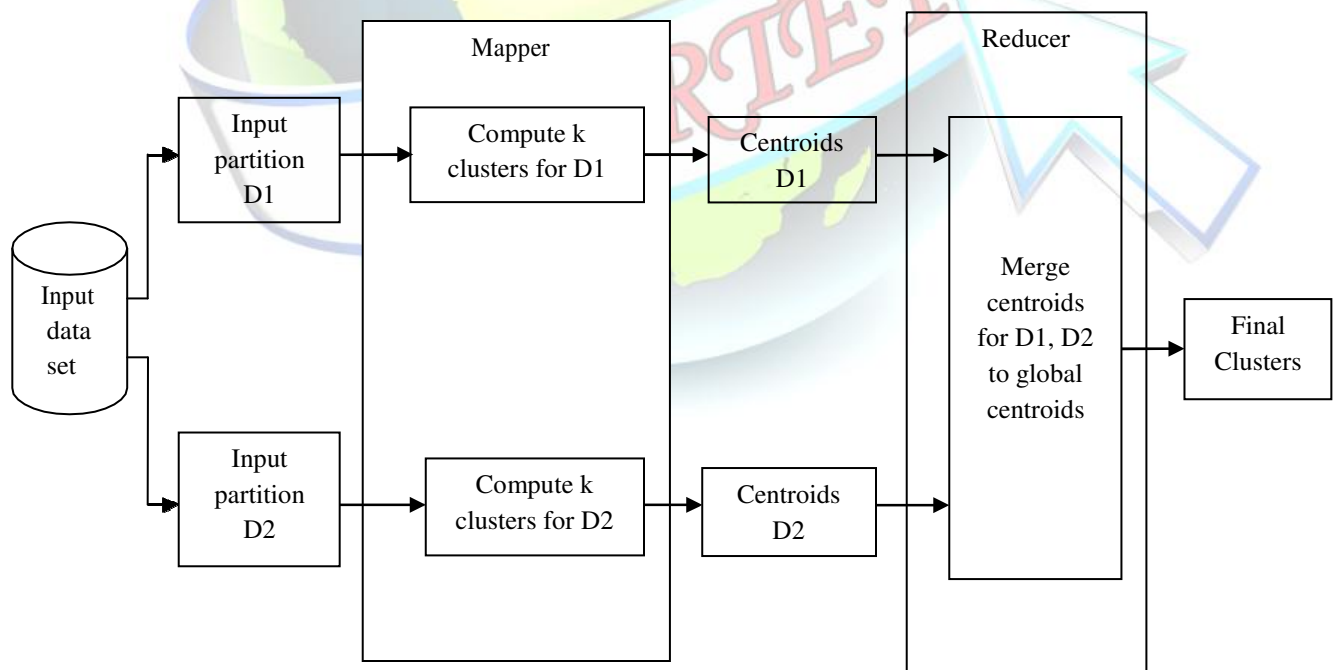 Mapper
Reducer
Input
partition
D1
Compute k
clusters for D1
Centroids
D1
Input
data
set
Merge
centroids
for D1, D2
to global
centroids
Final
Clusters
Input
partition
D2
Compute k
clusters for D2
Centroids
D2